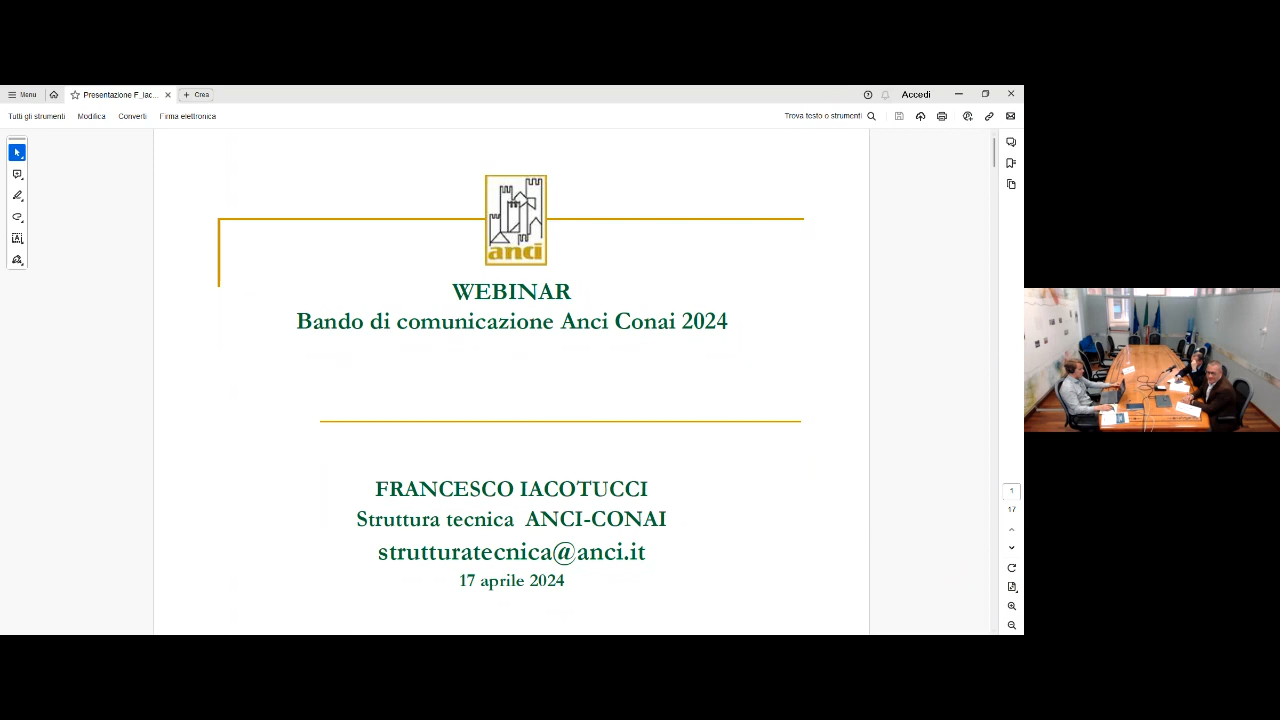 Menu
Presentazione F_Iac...
Crea
Accedi
Tutti gli strumenti
Modifica
Converti
Firma elettronica
Trova testo o strumenti
anci
WEBINAR
Bando di comunicazione Anci Conai 2024
FRANCESCO IACOTUCCI
Struttura tecnica ANCI-CONAI
strutturatecnica@anci.it
17 aprile 2024
1
17